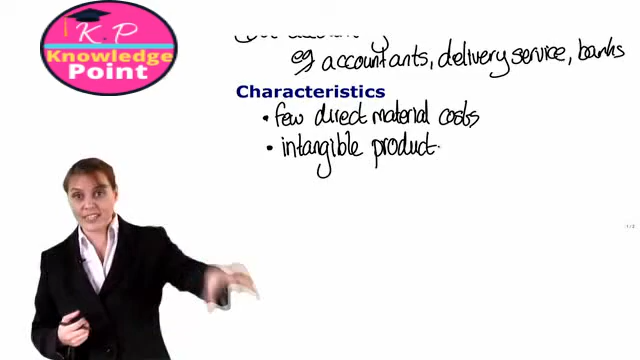 K.P
Knowledge
Point
eg accountants, delivery service, banks
Characteristics
• few direct material costs
• intangible product